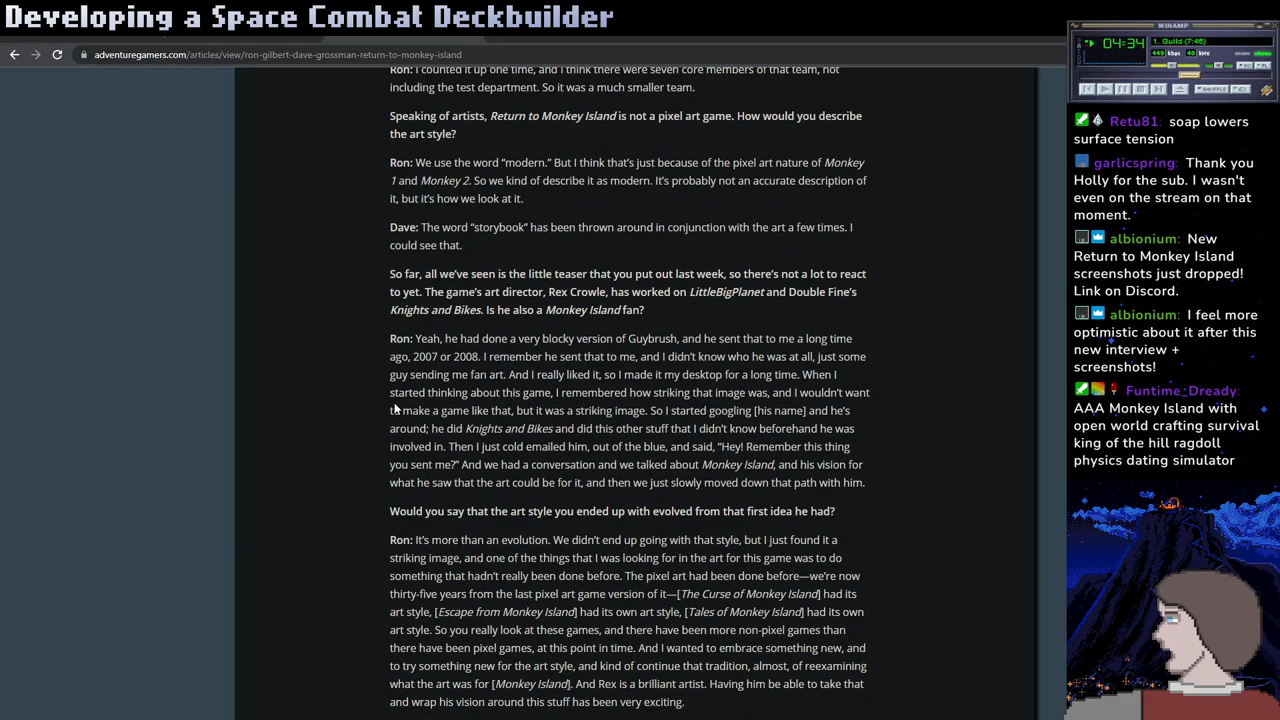 Developing a Space Combat Deckbuilder
adventuregamers.com/articles/view/ron-gilbert-dave-grossman-return-to-monkey-island
Ron: I counted it up one time, and I think there were seven core members of that team, not
including the test department. So it was a much smaller team.
Speaking of artists, Return to Monkey Island is not a pixel art game. How would you describe
the art style?
Ron: We use the word “modern.” But I think that’s just because of the pixel art nature of Monkey
1 and Monkey 2. So we kind of describe it as modern. It’s probably not an accurate description of
it, but it’s how we look at it.
Dave: The word “storybook” has been thrown around in conjunction with the art a few times. I
could see that.
So far, all we’ve seen is the little teaser that you put out last week, so there’s not a lot to react
to yet. The game’s art director, Rex Crowle, has worked on LittleBigPlanet and Double Fine’s
Knights and Bikes. Is he also a Monkey Island fan?
Ron: Yeah, he had done a very blocky version of Guybrush, and he sent that to me a long time
ago, 2007 or 2008. I remember he sent that to me, and I didn’t know who he was at all, just some
guy sending me fan art. And I really liked it, so I made it my desktop for a long time. When I
started thinking about this game, I remembered how striking that image was, and I wouldn’t want
to make a game like that, but it was a striking image. So I started googling [his name] and he’s
around; he did Knights and Bikes and did this other stuff that I didn’t know beforehand he was
involved in. Then I just cold emailed him, out of the blue, and said, “Hey! Remember this thing
you sent me?” And we had a conversation and we talked about Monkey Island, and his vision for
what he saw that the art could be for it, and then we just slowly moved down that path with him.
Would you say that the art style you ended up with evolved from that first idea he had?
Ron: It’s more than an evolution. We didn’t end up going with that style, but I just found it a
striking image, and one of the things that I was looking for in the art for this game was to do
something that hadn’t really been done before. The pixel art had been done before—we’re now
thirty-five years from the last pixel art game version of it—[The Curse of Monkey Island] had its
art style, [Escape from Monkey Island] had its own art style, [Tales of Monkey Island] had its own
art style. So you really look at these games, and there have been more non-pixel games than
there have been pixel games, at this point in time. And I wanted to embrace something new, and
to try something new for the art style, and kind of continue that tradition, almost, of reexamining
what the art was for [Monkey Island]. And Rex is a brilliant artist. Having him be able to take that
and wrap his vision around this stuff has been very exciting.
WINAMP
04:34
1. Guild (7:46)
449 kbps 48 kHz
SHUFFLE
Retu81: soap lowers
surface tension
garlicspring: Thank you
Holly for the sub. I wasn't
even on the stream on that
moment.
albionium: New
Return to Monkey Island
screenshots just dropped!
Link on Discord.
albionium: I feel more
optimistic about it after this
new interview +
screenshots!
Funtime_Dready:
AAA Monkey Island with
open world crafting survival
king of the hill ragdoll
physics dating simulator